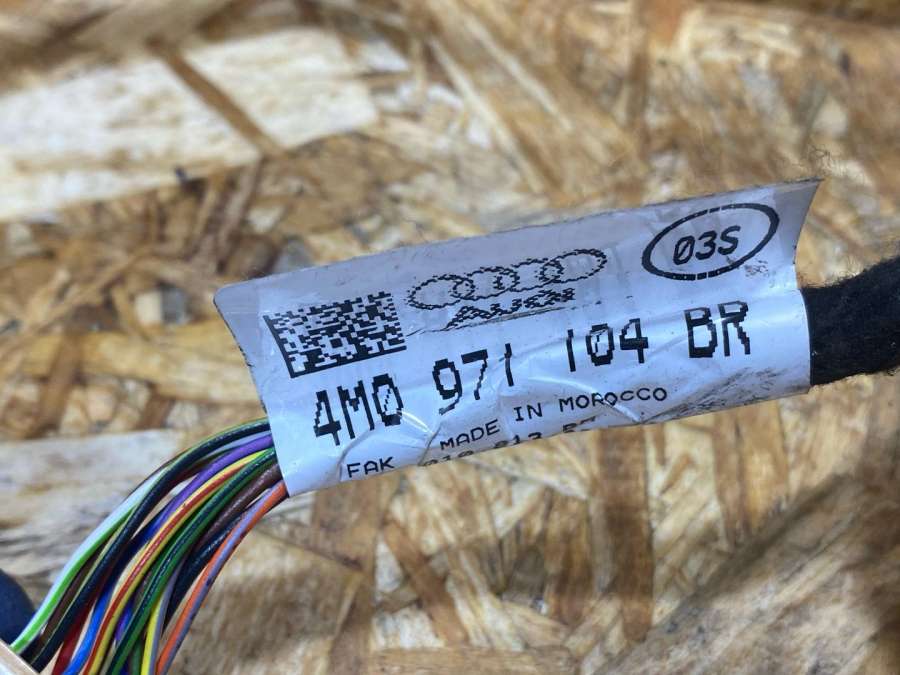 03S
AUDI
4M0 971 104 BR
MADE IN MOROCCO
FAK